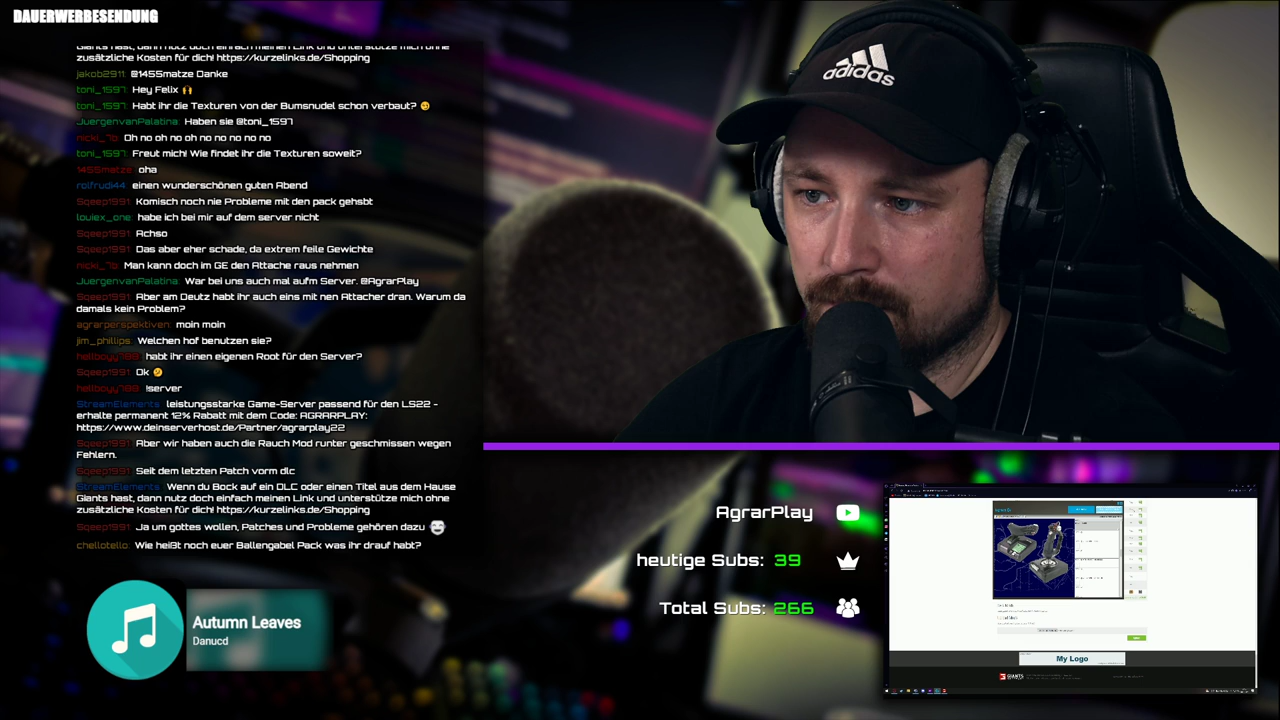 DAUERWERBESENDUNG
Giants hast, dann nutz doch einfach meinen Link und unterstütze mich ohne
zusätzliche Kosten für dich! https://kurzelinks.de/Shopping
jakob2911: @1455matze Danke
toni_1597: Hey Felix 🙌
toni_1597: Habt ihr die Texturen von der Bumsnudel schon verbaut? 😏
JuergenvanPalatina: Haben sie @toni_1597
nicki_7b: Oh no oh no oh no no no no no
toni_1597: Freut mich! Wie findet ihr die Texturen soweit?
1455matze: oha
rolfrudi44: einen wunderschönen guten Abend
Sqeep1991: Komisch noch nie Probleme mit den pack gehsbt
louiex_one: habe ich bei mir auf dem server nicht
Sqeep1991: Achso
Sqeep1991: Das aber eher schade, da extrem feile Gewichte
nicki_7b: Man kann doch im GE den Attache raus nehmen
JuergenvanPalatina: War bei uns auch mal aufm Server. @AgrarPlay
Sqeep1991: Aber am Deutz habt ihr auch eins mit nen Attacher dran. Warum da
damals kein Problem?
agrarperspektiven: moin moin
jim_phillips: Welchen hof benutzen sie?
hellboyy788: habt ihr einen eigenen Root für den Server?
Sqeep1991: Ok 🫤
hellboyy788: !server
StreamElements: leistungsstarke Game-Server passend für den LS22 -
erhalte permanent 12% Rabatt mit dem Code: AGRARPLAY:
https://www.deinserverhost.de/Partner/agrarplay22
Sqeep1991: Aber wir haben auch die Rauch Mod runter geschmissen wegen
Fehlern.
Sqeep1991: Seit dem letzten Patch vorm dlc
StreamElements: Wenn du Bock auf ein DLC oder einen Titel aus dem Hause
Giants hast, dann nutz doch einfach meinen Link und unterstütze mich ohne
zusätzliche Kosten für dich! https://kurzelinks.de/Shopping
Sqeep1991: Ja um gottes wollen, Patches und Probleme gehören dazu
chellotello: Wie heißt noch euer Ballengabel Pack was ihr drauf habt?
Autumn Leaves
Danucd
adidas
AgrarPlay
heutige Subs: 39
Total Subs: 266
My Logo
GIANTS